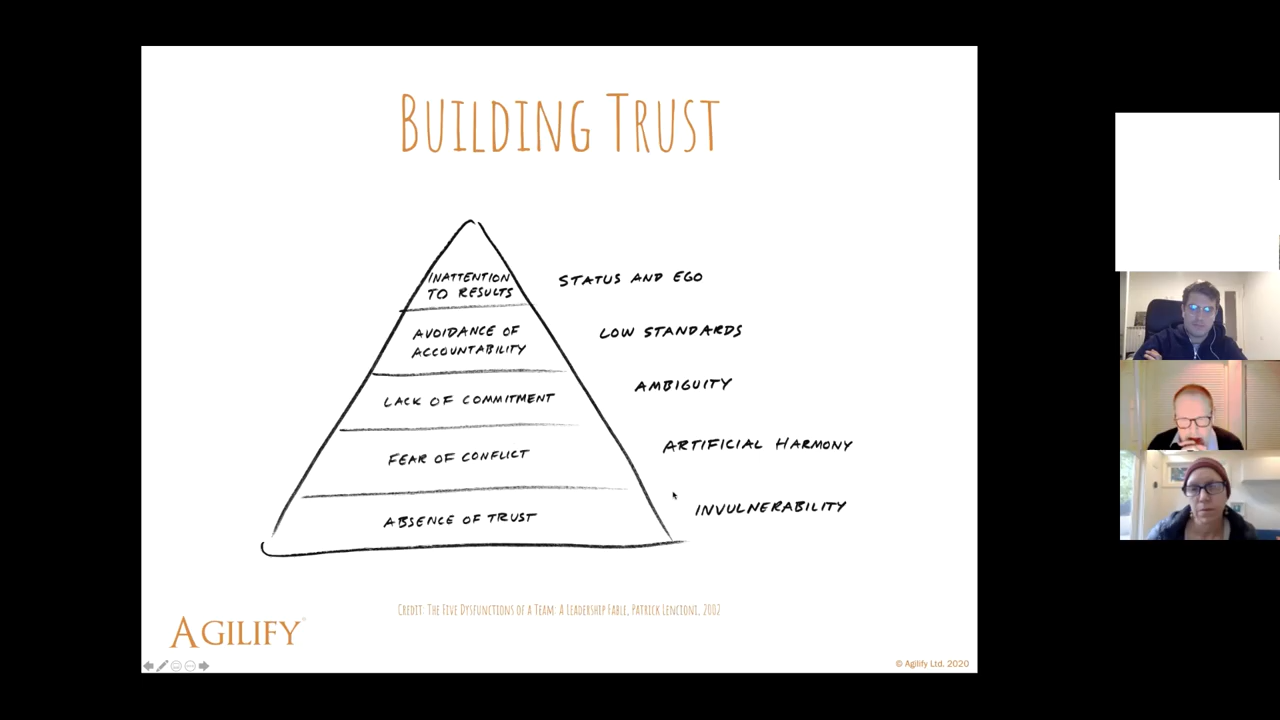 BUILDING TRUST
INATTENTION
TO RESULTS
STATUS AND EGO
AVOIDANCE OF
ACCOUNTABILITY
LOW STANDARDS
LACK OF COMMITMENT
AMBIGUITY
FEAR OF CONFLICT
ARTIFICIAL HARMONY
ABSENCE OF TRUST
INVULNERABILITY
CREDIT: THE FIVE DYSFUNCTIONS OF A TEAM: A LEADERSHIP FABLE, PATRICK LENCIONI, 2002
AGILIFY®
© Agilify Ltd. 2020